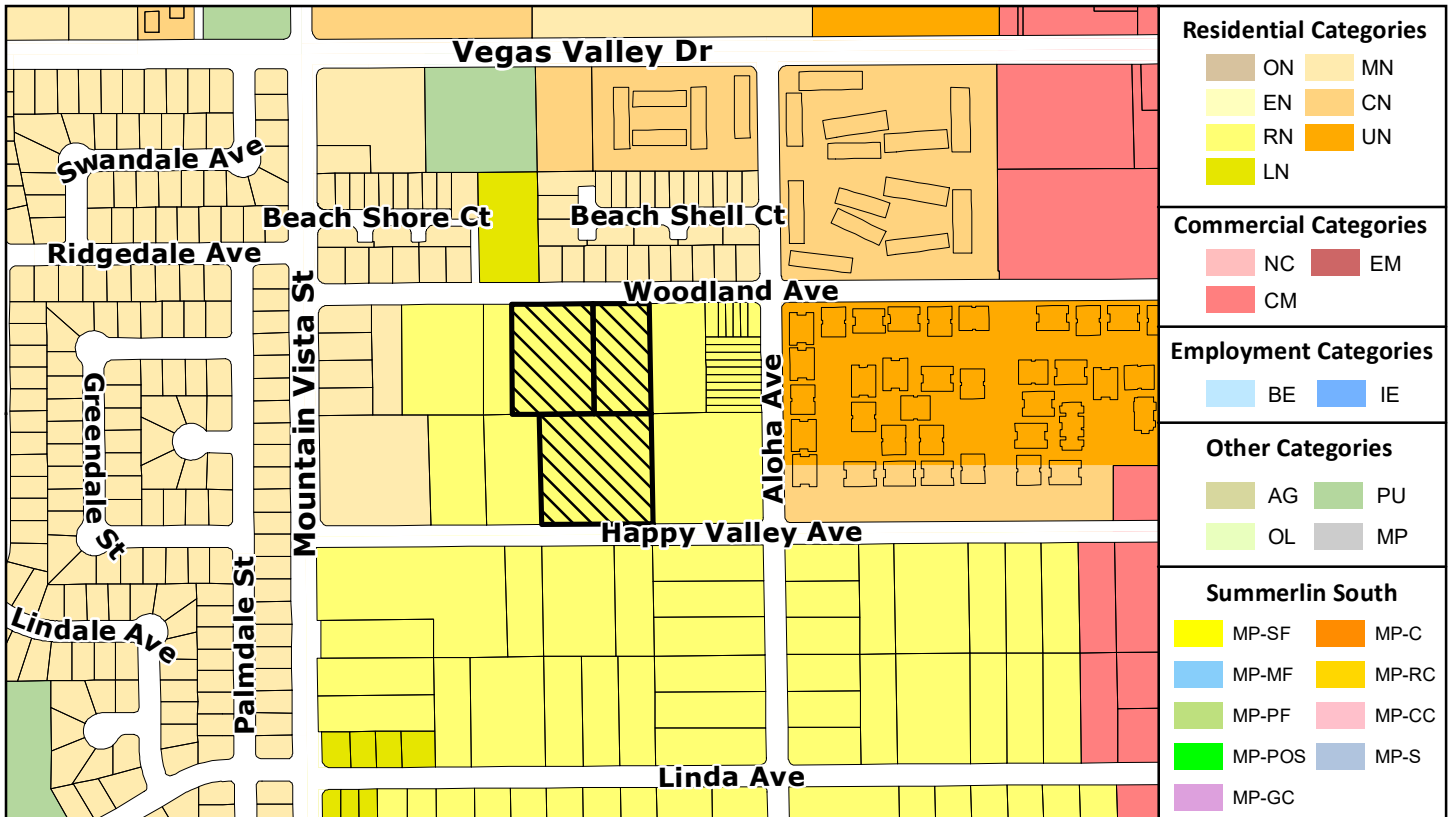 Vegas Valley Dr
Swandale Ave
Beach Shore Ct
Beach Shell Ct
Ridgedale Ave
Mountain Vista St
Woodland Ave
Greendale St
Aloha Ave
Happy Valley Ave
Palmdale St
Lindale Ave
Linda Ave
Residential Categories
ON MN
EN CN
RN UN
LN
Commercial Categories
NC EM
CM
Employment Categories
BE IE
Other Categories
AG PU
OL MP
Summerlin South
MP-SF MP-C
MP-MF MP-RC
MP-PF MP-CC
MP-POS MP-S
MP-GC